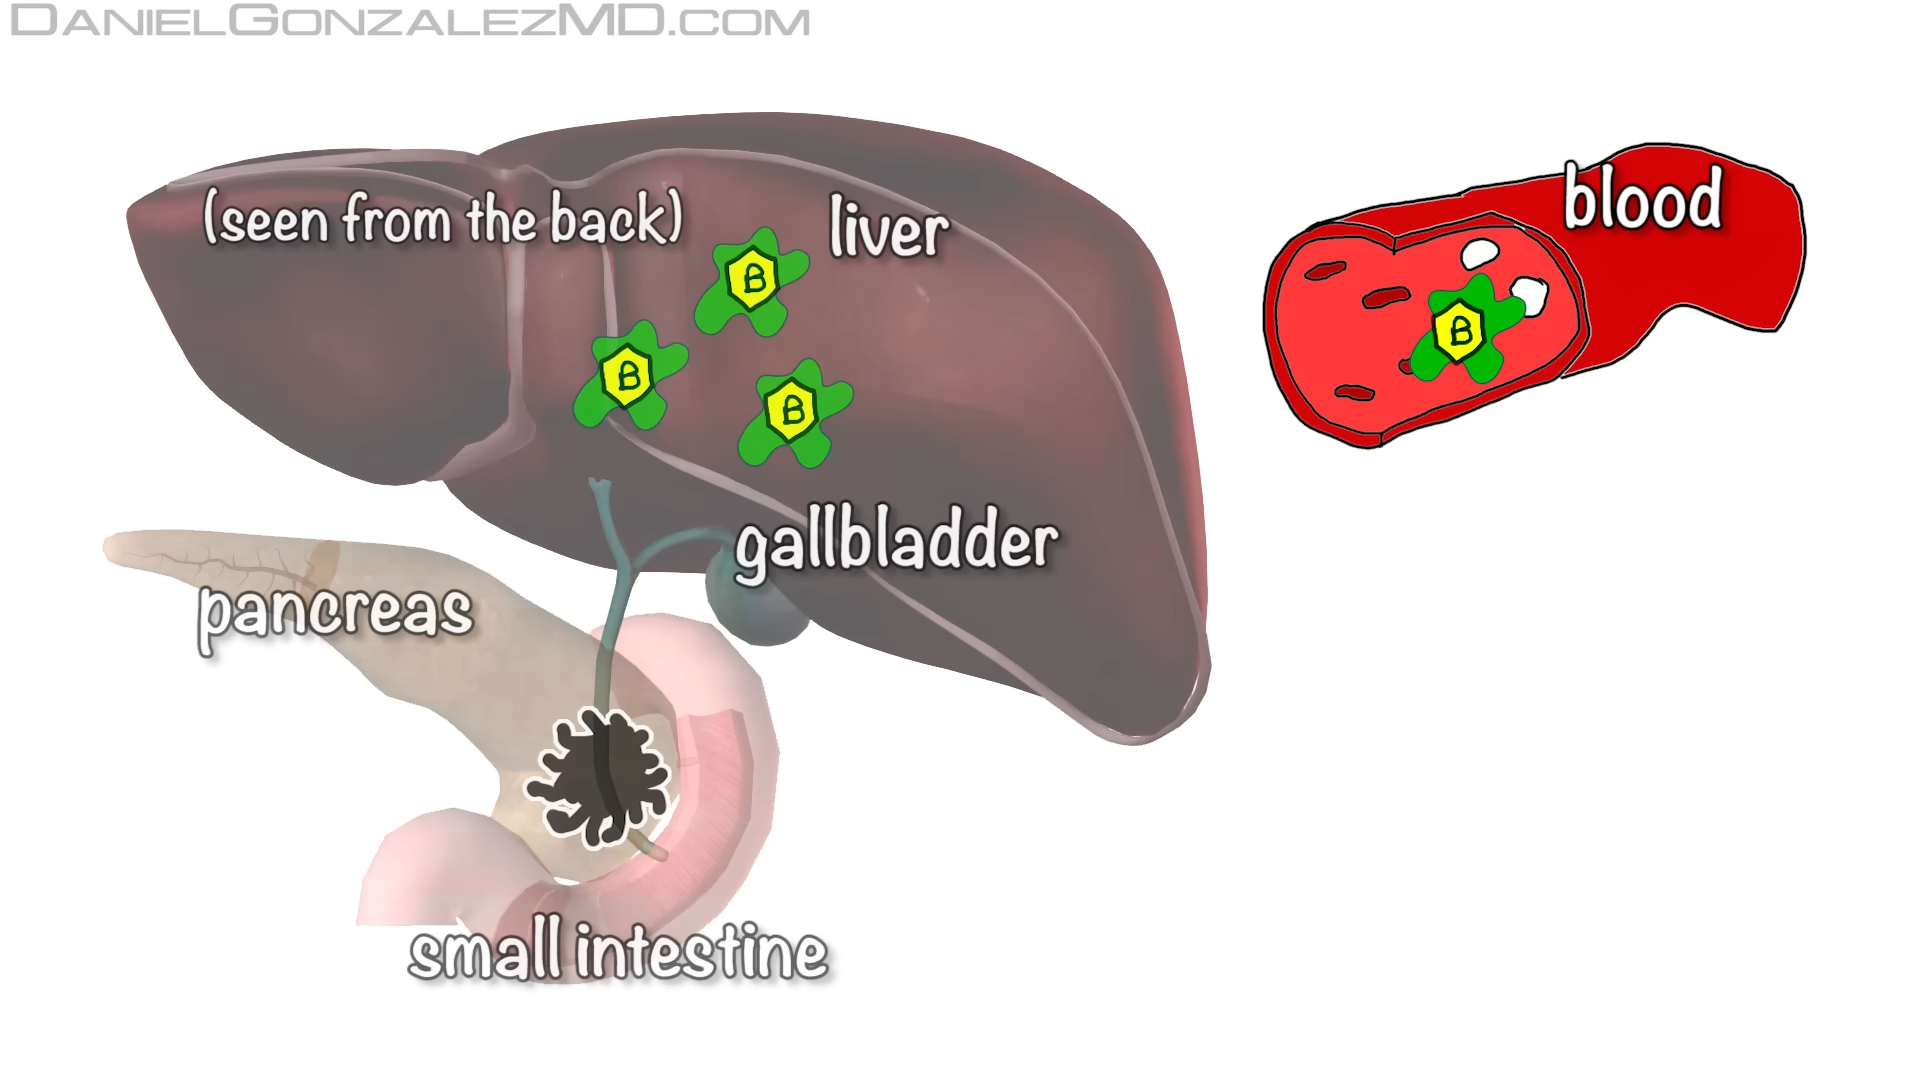 DANIELGONZALEZMD.COM
(seen from the back)
liver
blood
B
B
B
B
gallbladder
pancreas
small intestine